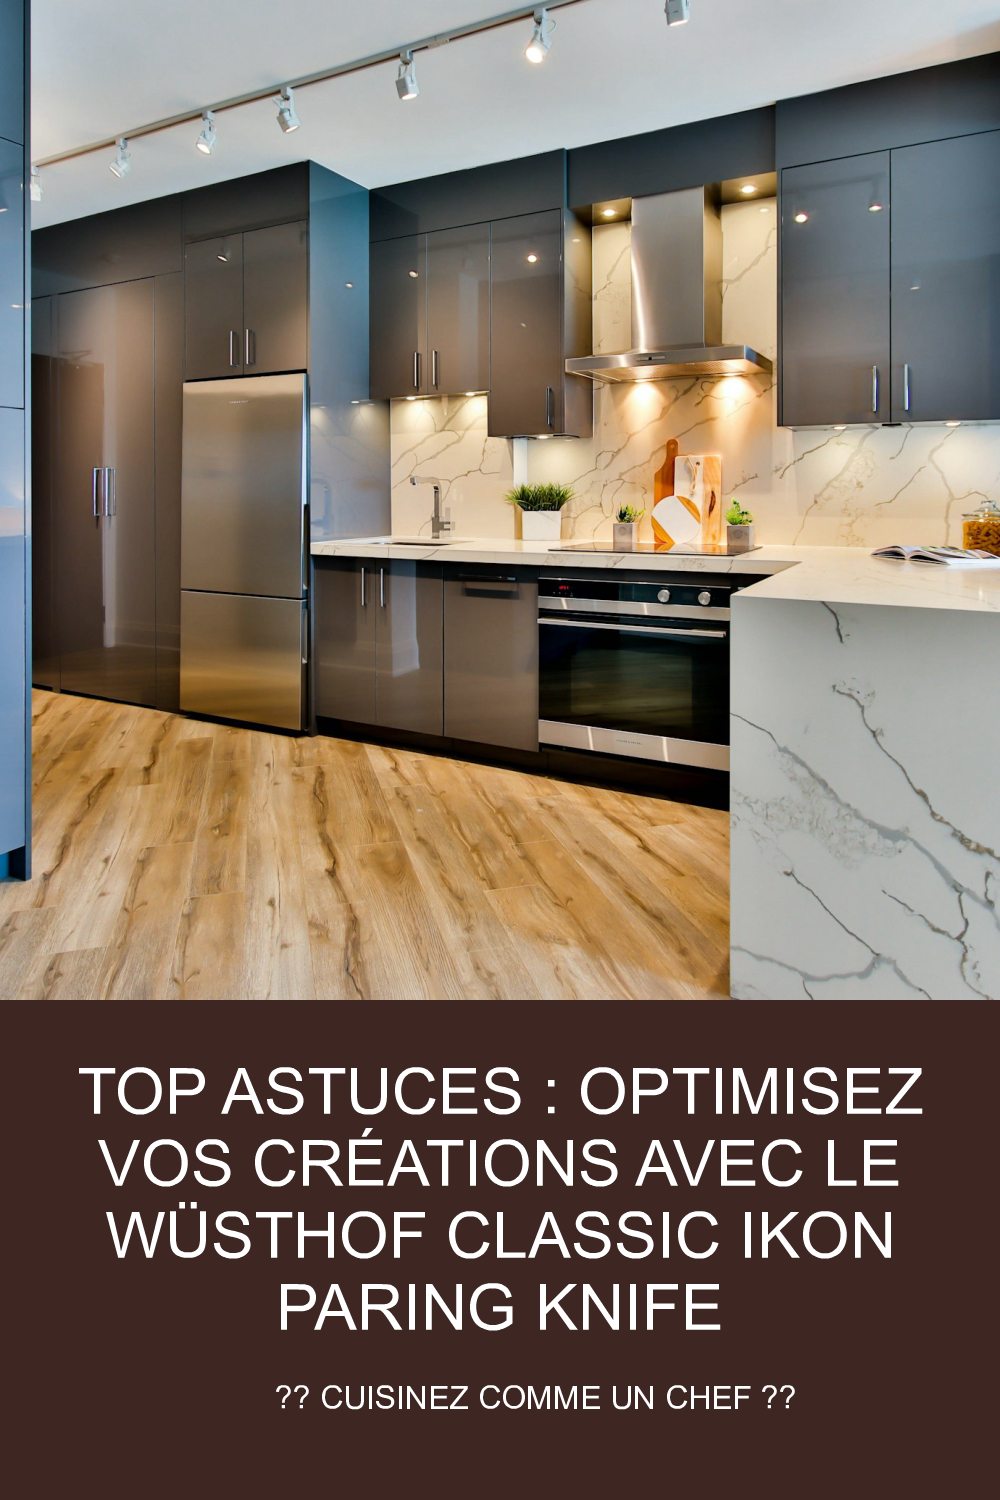 TOP ASTUCES : OPTIMISEZ
VOS CRÉATIONS AVEC LE
WÜSTHOF CLASSIC IKON
PARING KNIFE
?? CUISINEZ COMME UN CHEF ??